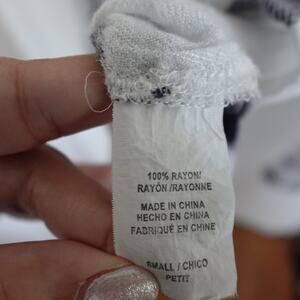 100% RAYON/
RAYÓN /RAYONNE
MADE IN CHINA
HECHO EN CHINA
FABRIQUÉ EN CHINE
SMALL / CHICO
PETIT